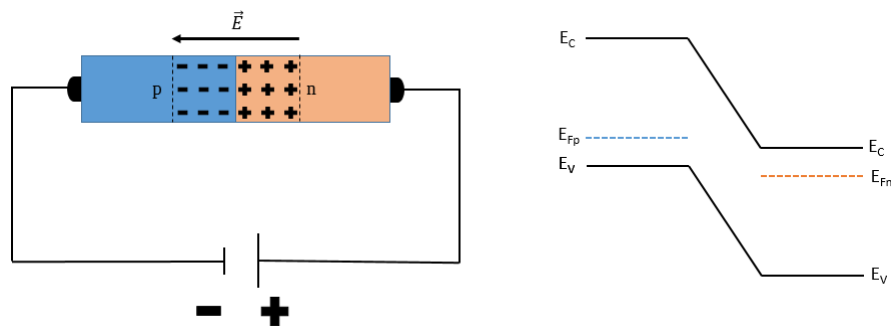 E⃗
- - - + + +
p - - - + + + n
- - - + + +
- +
E_C
E_Fp
E_V
E_C
E_Fn
E_V